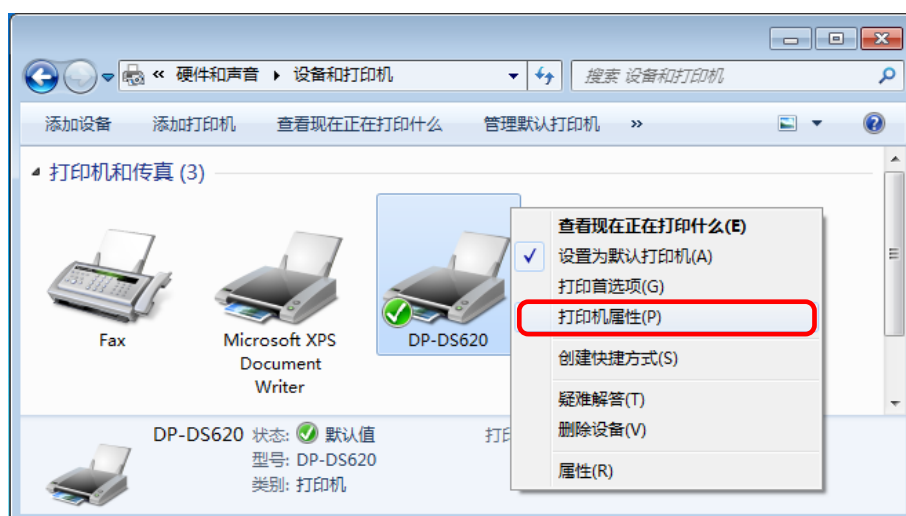 « 硬件和声音 ▸ 设备和打印机
搜索 设备和打印机
添加设备 添加打印机 查看现在正在打印什么 管理默认打印机 »
打印机和传真 (3)
Fax
Microsoft XPS
Document
Writer
DP-DS620
查看现在正在打印什么(E)
设置为默认打印机(A)
打印首选项(G)
打印机属性(P)
创建快捷方式(S)
疑难解答(T)
删除设备(V)
属性(R)
DP-DS620 状态: 默认值
型号: DP-DS620
类别: 打印机